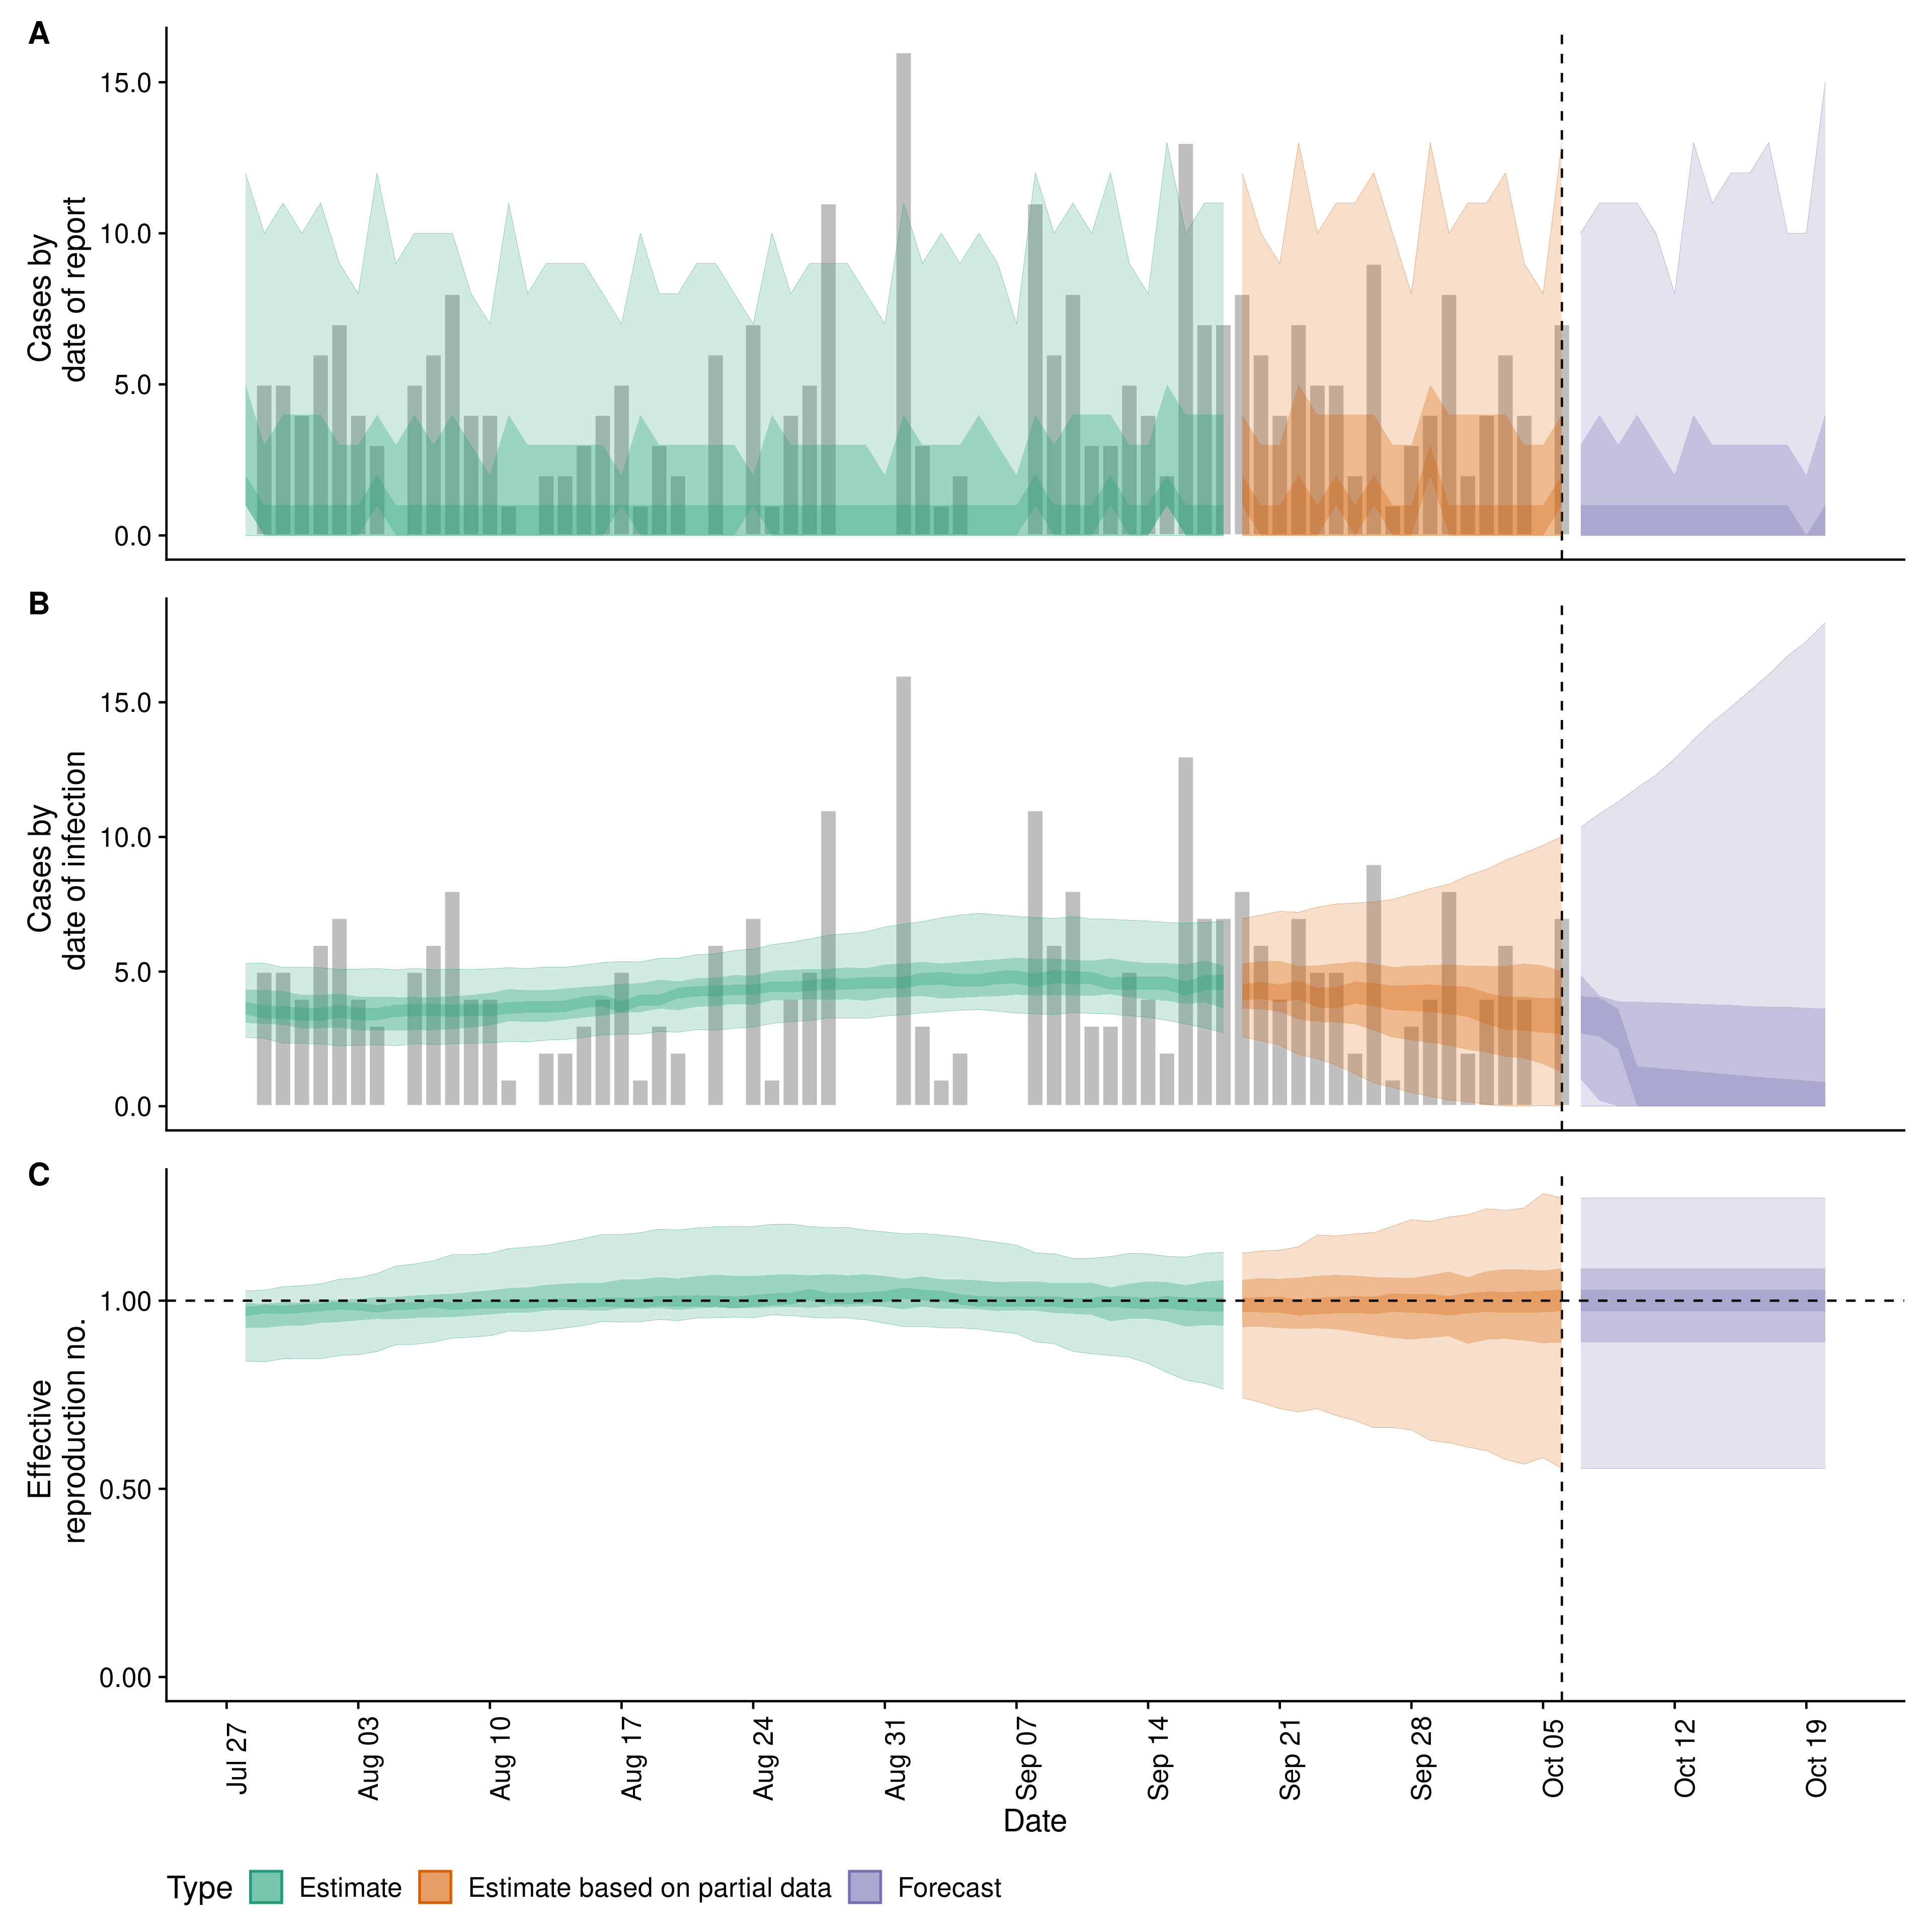 A
Cases by
date of report
15.0
10.0
5.0
0.0
B
Cases by
date of infection
15.0
10.0
5.0
0.0
C
Effective
reproduction no.
1.00
0.50
0.00
Jul 27
Aug 03
Aug 10
Aug 17
Aug 24
Aug 31
Sep 07
Sep 14
Sep 21
Sep 28
Oct 05
Oct 12
Oct 19
Date
Type Estimate Estimate based on partial data Forecast